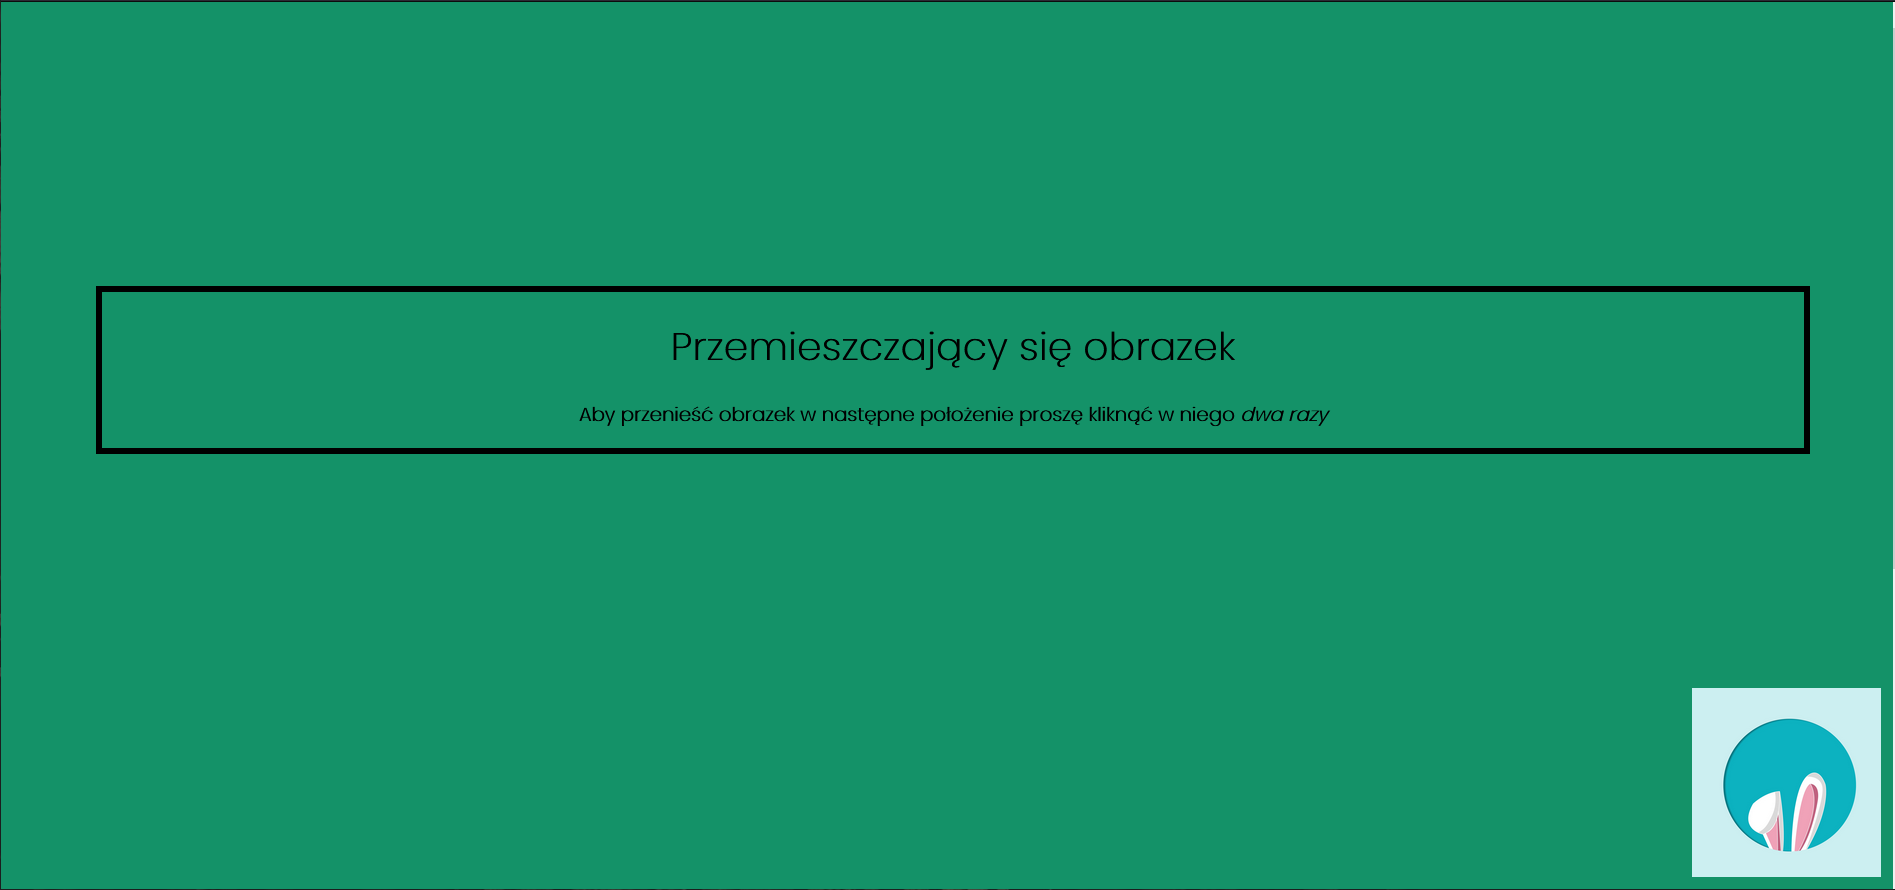 Przemieszczający się obrazek
Aby przenieść obrazek w następne położenie proszę kliknąć w niego dwa razy